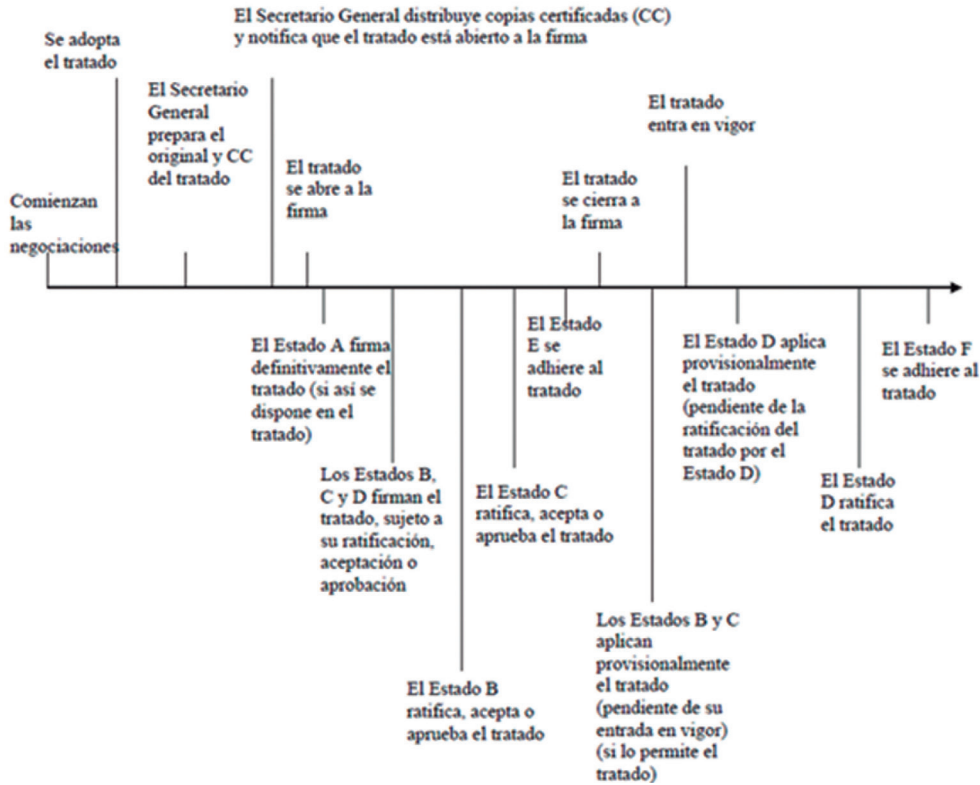 El Secretario General distribuye copias certificadas (CC)
y notifica que el tratado está abierto a la firma
Se adopta
el tratado
El Secretario
General
prepara el
original y CC
del tratado
El tratado
entra en vigor
El tratado
se abre a la
firma
El tratado
se cierra a
la firma
Comienzan
las
negociaciones
El Estado A firma
definitivamente el
tratado (si así se
dispone en el
tratado)
El Estado
E se
adhiere al
tratado
El Estado D aplica
provisionalmente
el tratado
(pendiente de la
ratificación del
tratado por el
Estado D)
El Estado F
se adhiere al
tratado
Los Estados B,
C y D firman el
tratado, sujeto a
su ratificación,
aceptación o
aprobación
El Estado C
ratifica, acepta o
aprueba el tratado
El Estado
D ratifica
el tratado
Los Estados B y C
aplican
provisionalmente
el tratado
(pendiente de su
entrada en vigor)
(si lo permite el
tratado)
El Estado B
ratifica, acepta o
aprueba el tratado